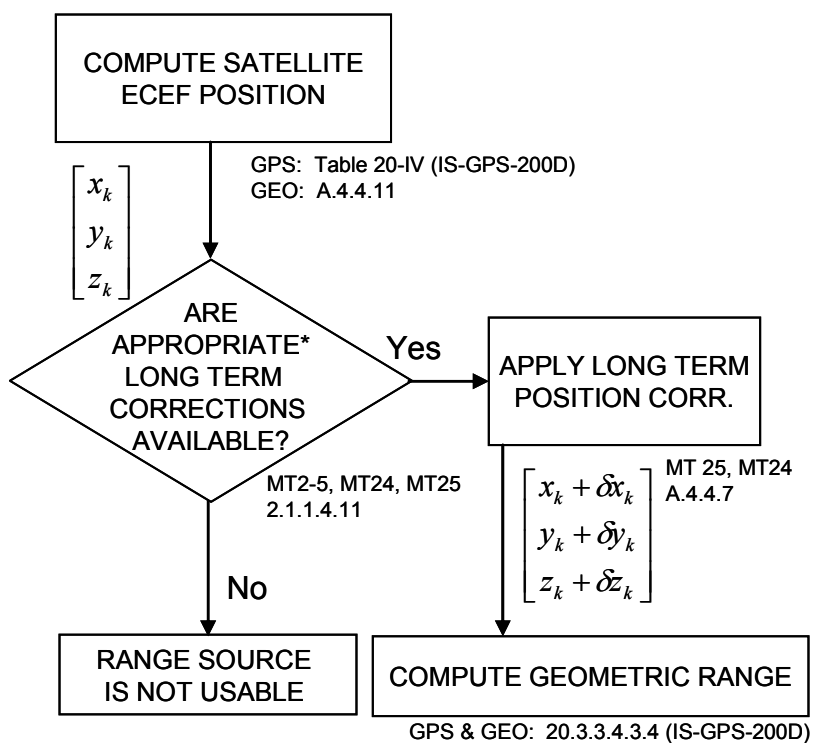 COMPUTE SATELLITE
ECEF POSITION
GPS: Table 20-IV (IS-GPS-200D)
GEO: A.4.4.11
x_k
y_k
z_k
ARE
APPROPRIATE*
LONG TERM
CORRECTIONS
AVAILABLE?
Yes
APPLY LONG TERM
POSITION CORR.
MT2-5, MT24, MT25
2.1.1.4.11
MT 25, MT24
A.4.4.7
x_k + δx_k
y_k + δy_k
z_k + δz_k
No
RANGE SOURCE
IS NOT USABLE
COMPUTE GEOMETRIC RANGE
GPS & GEO: 20.3.3.4.3.4 (IS-GPS-200D)